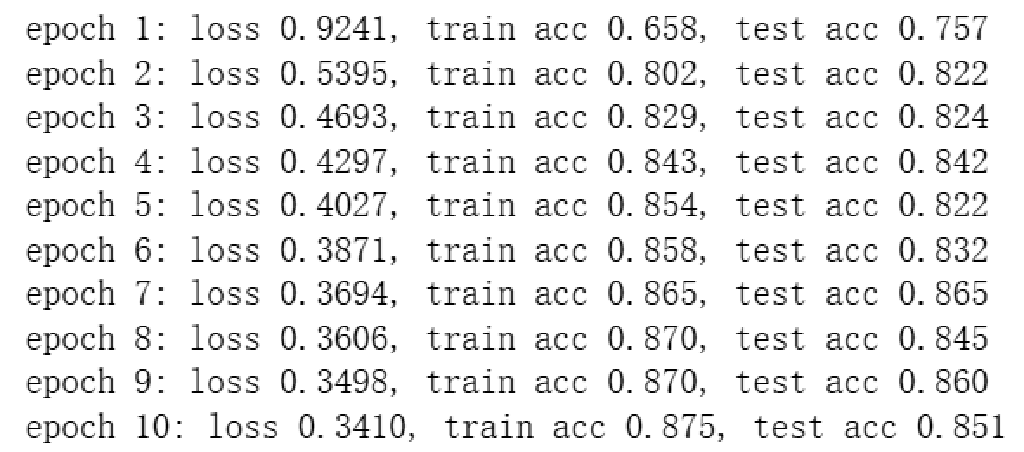 epoch 1: loss 0.9241, train acc 0.658, test acc 0.757
epoch 2: loss 0.5395, train acc 0.802, test acc 0.822
epoch 3: loss 0.4693, train acc 0.829, test acc 0.824
epoch 4: loss 0.4297, train acc 0.843, test acc 0.842
epoch 5: loss 0.4027, train acc 0.854, test acc 0.822
epoch 6: loss 0.3871, train acc 0.858, test acc 0.832
epoch 7: loss 0.3694, train acc 0.865, test acc 0.865
epoch 8: loss 0.3606, train acc 0.870, test acc 0.845
epoch 9: loss 0.3498, train acc 0.870, test acc 0.860
epoch 10: loss 0.3410, train acc 0.875, test acc 0.851